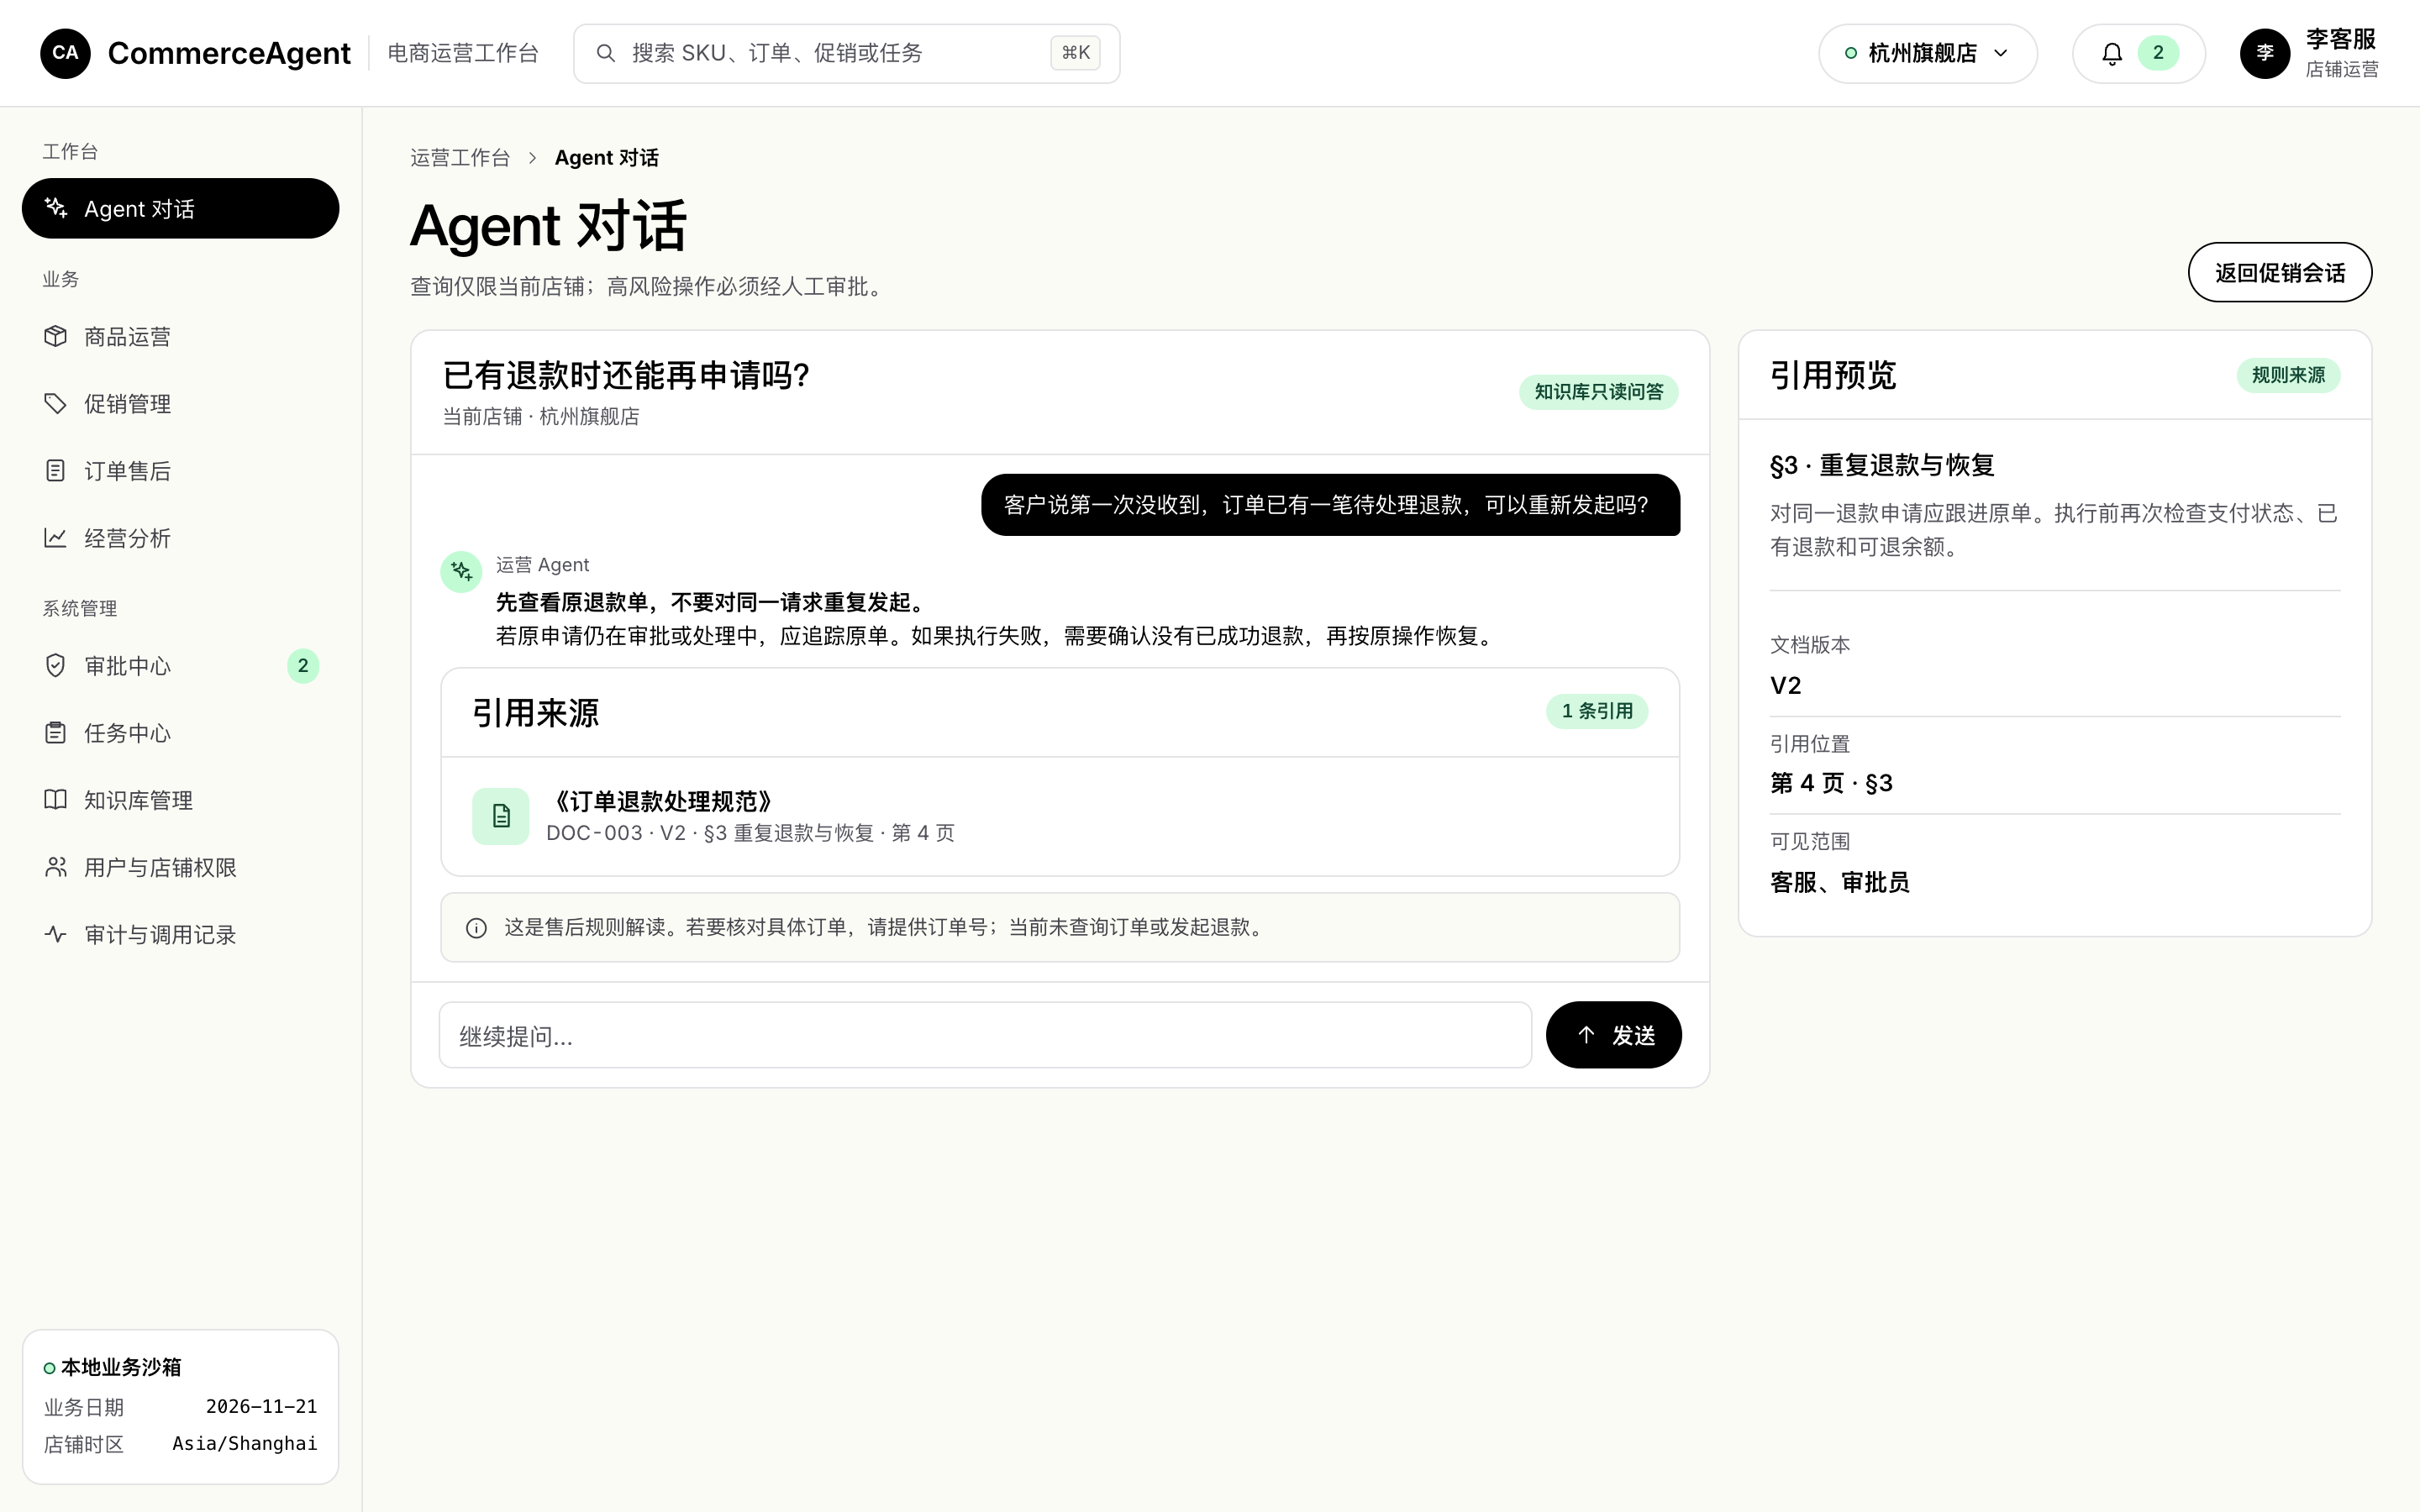 CA CommerceAgent 电商运营工作台
搜索 SKU、订单、促销或任务 ⌘K
杭州旗舰店
2
李 李客服
店铺运营
工作台
Agent 对话
业务
商品运营
促销管理
订单售后
经营分析
系统管理
审批中心 2
任务中心
知识库管理
用户与店铺权限
审计与调用记录
本地业务沙箱
业务日期 2026-11-21
店铺时区 Asia/Shanghai
运营工作台 > Agent 对话
Agent 对话
查询仅限当前店铺；高风险操作必须经人工审批。
返回促销会话
已有退款时还能再申请吗？
当前店铺 · 杭州旗舰店
知识库只读问答
客户说第一次没收到，订单已有一笔待处理退款，可以重新发起吗？
运营 Agent
先查看原退款单，不要对同一请求重复发起。
若原申请仍在审批或处理中，应追踪原单。如果执行失败，需要确认没有已成功退款，再按原操作恢复。
引用来源
1 条引用
《订单退款处理规范》
DOC-003 · V2 · §3 重复退款与恢复 · 第 4 页
这是售后规则解读。若要核对具体订单，请提供订单号；当前未查询订单或发起退款。
继续提问...
发送
引用预览
规则来源
§3 · 重复退款与恢复
对同一退款申请应跟进原单。执行前再次检查支付状态、已
有退款和可退余额。
文档版本
V2
引用位置
第 4 页 · §3
可见范围
客服、审批员